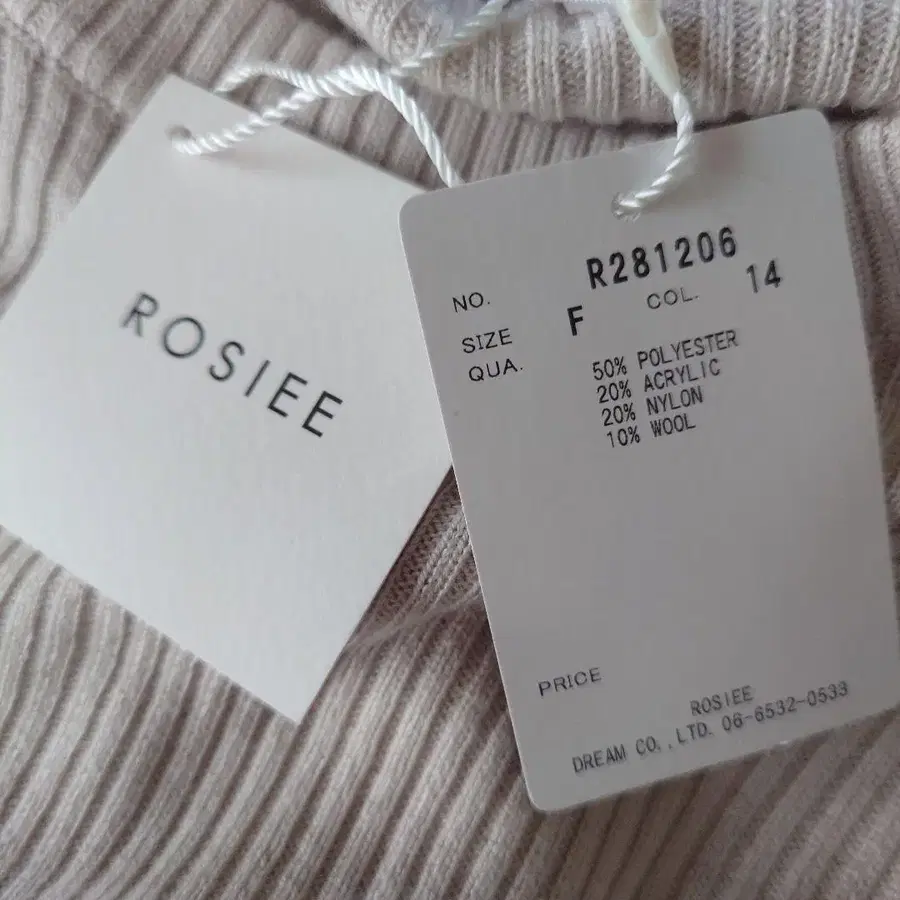 ROSIEE
NO. R281206
SIZE F COL. 14
QUA. 50% POLYESTER
20% ACRYLIC
20% NYLON
10% WOOL
PRICE
ROSIEE
DREAM CO.,LTD. 06-6532-0533